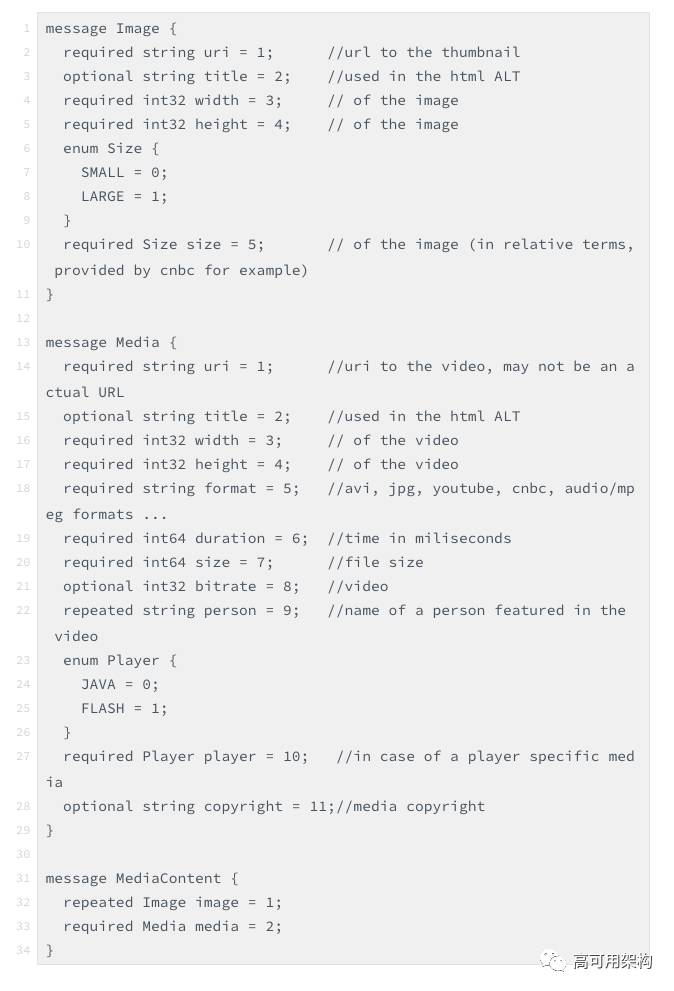 1 message Image {
2   required string uri = 1;      //url to the thumbnail
3   optional string title = 2;    //used in the html ALT
4   required int32 width = 3;     // of the image
5   required int32 height = 4;    // of the image
6   enum Size {
7     SMALL = 0;
8     LARGE = 1;
9   }
10   required Size size = 5;       // of the image (in relative terms,
 provided by cnbc for example)
11 }
12
13 message Media {
14   required string uri = 1;      //uri to the video, may not be an a
ctual URL
15   optional string title = 2;    //used in the html ALT
16   required int32 width = 3;     // of the video
17   required int32 height = 4;    // of the video
18   required string format = 5;   //avi, jpg, youtube, cnbc, audio/mp
eg formats ...
19   required int64 duration = 6;  //time in miliseconds
20   required int64 size = 7;      //file size
21   optional int32 bitrate = 8;   //video
22   repeated string person = 9;   //name of a person featured in the
 video
23   enum Player {
24     JAVA = 0;
25     FLASH = 1;
26   }
27   required Player player = 10;   //in case of a player specific med
ia
28   optional string copyright = 11;//media copyright
29 }
30
31 message MediaContent {
32   repeated Image image = 1;
33   required Media media = 2;
34 }
高可用架构